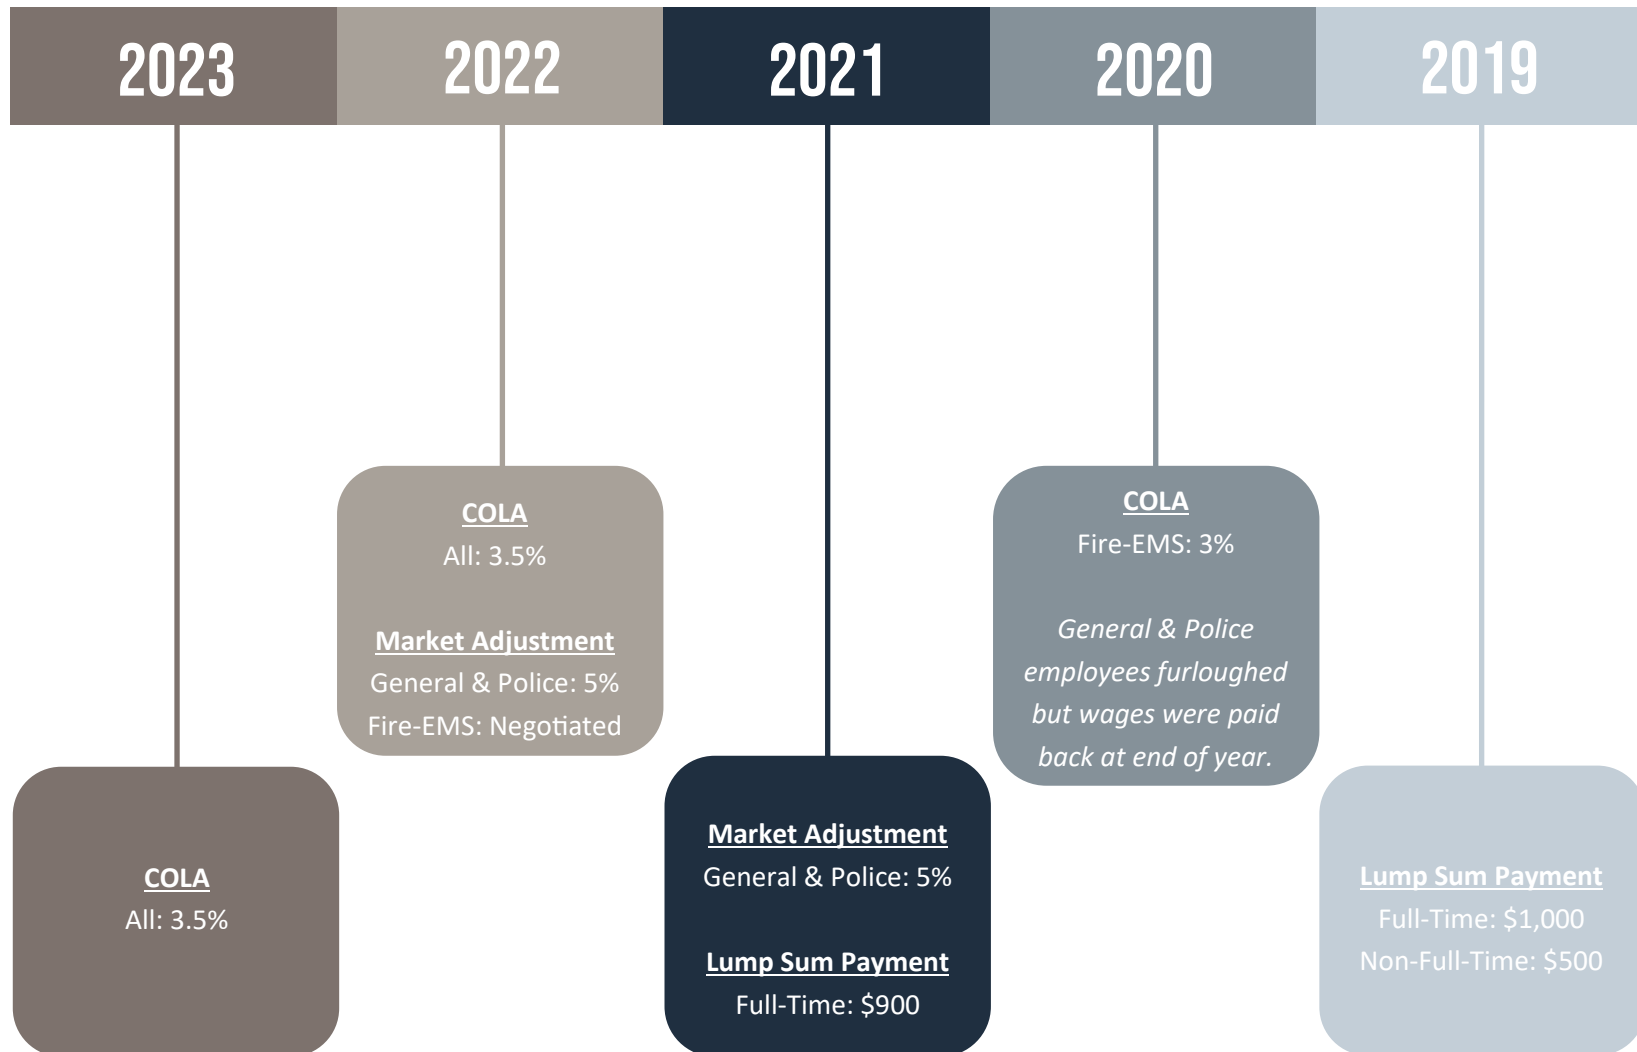 2023
2022
2021
2020
2019
COLA
All: 3.5%
COLA
All: 3.5%
Market Adjustment
General & Police: 5%
Fire-EMS: Negotiated
Market Adjustment
General & Police: 5%
Lump Sum Payment
Full-Time: $900
COLA
Fire-EMS: 3%
General & Police
employees furloughed
but wages were paid
back at end of year.
Lump Sum Payment
Full-Time: $1,000
Non-Full-Time: $500